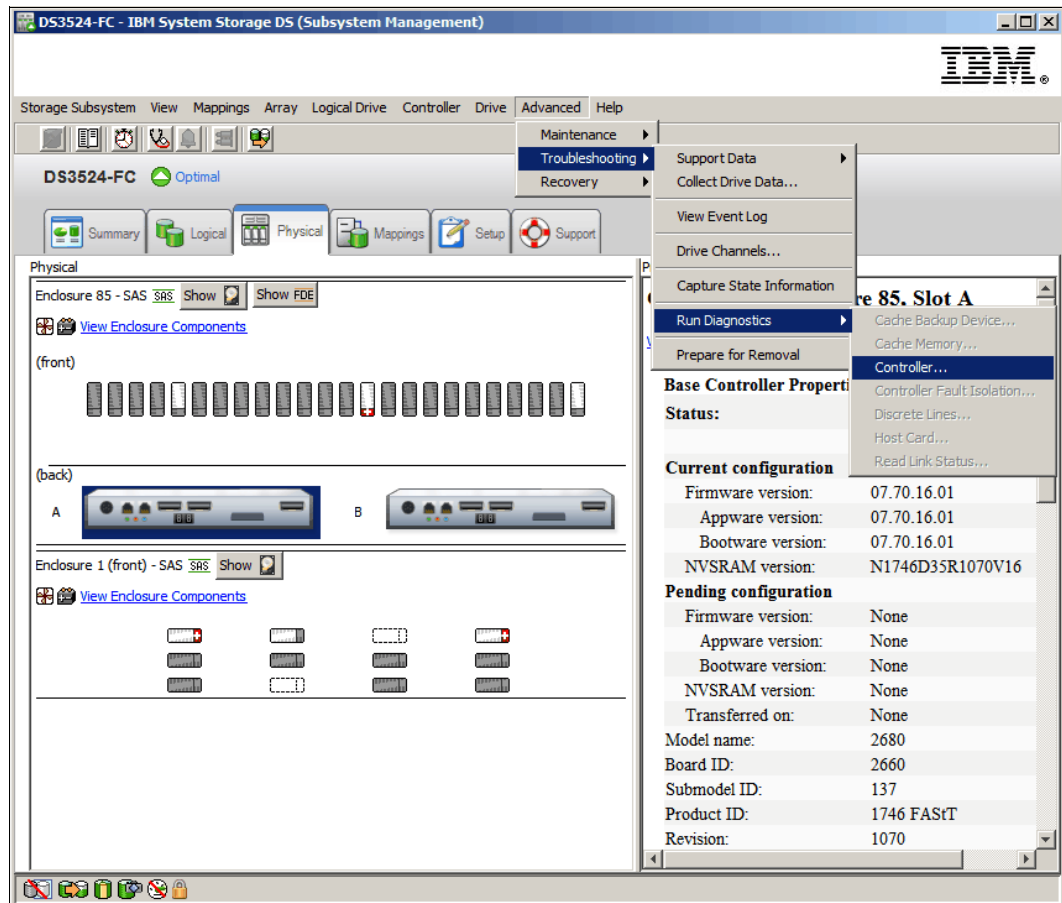 DS3524-FC - IBM System Storage DS (Subsystem Management)
IBM®
Storage Subsystem View Mappings Array Logical Drive Controller Drive Advanced Help
Maintenance
Troubleshooting
Recovery
Support Data
Collect Drive Data...
View Event Log
Drive Channels...
Capture State Information
Run Diagnostics
Prepare for Removal
Cache Backup Device...
Cache Memory...
Controller...
Controller Fault Isolation...
Discrete Lines...
Host Card...
Read Link Status...
DS3524-FC Optimal
Summary Logical Physical Mappings Setup Support
Physical
Enclosure 85 - SAS SAS Show Show FDE
View Enclosure Components
(front)
(back)
A B
Enclosure 1 (front) - SAS SAS Show
View Enclosure Components
re 85, Slot A
Base Controller Properti
Status:
Current configuration
Firmware version: 07.70.16.01
Appware version: 07.70.16.01
Bootware version: 07.70.16.01
NVSRAM version: N1746D35R1070V16
Pending configuration
Firmware version: None
Appware version: None
Bootware version: None
NVSRAM version: None
Transferred on: None
Model name: 2680
Board ID: 2660
Submodel ID: 137
Product ID: 1746 FAStT
Revision: 1070